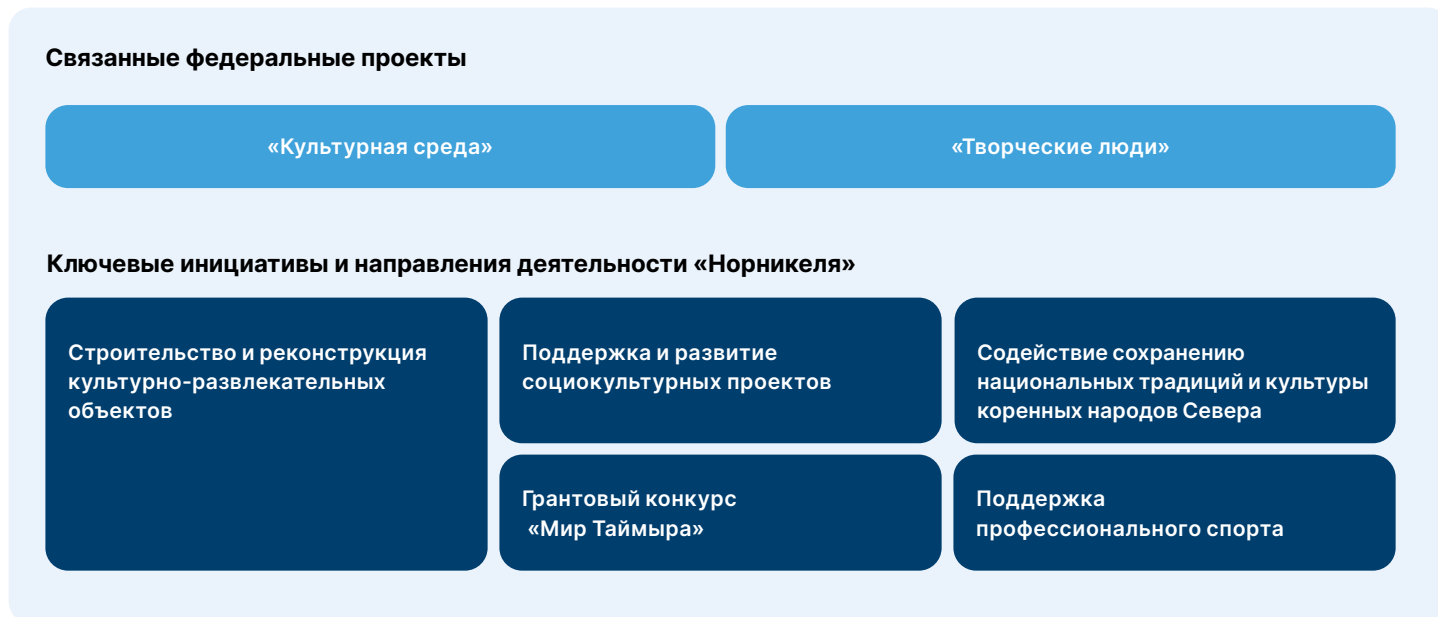 Связанные федеральные проекты
«Культурная среда»
«Творческие люди»
Ключевые инициативы и направления деятельности «Норникеля»
Строительство и реконструкция
культурно-развлекательных
объектов
Поддержка и развитие
социокультурных проектов
Содействие сохранению
национальных традиций и культуры
коренных народов Севера
Грантовый конкурс
«Мир Таймыра»
Поддержка
профессионального спорта